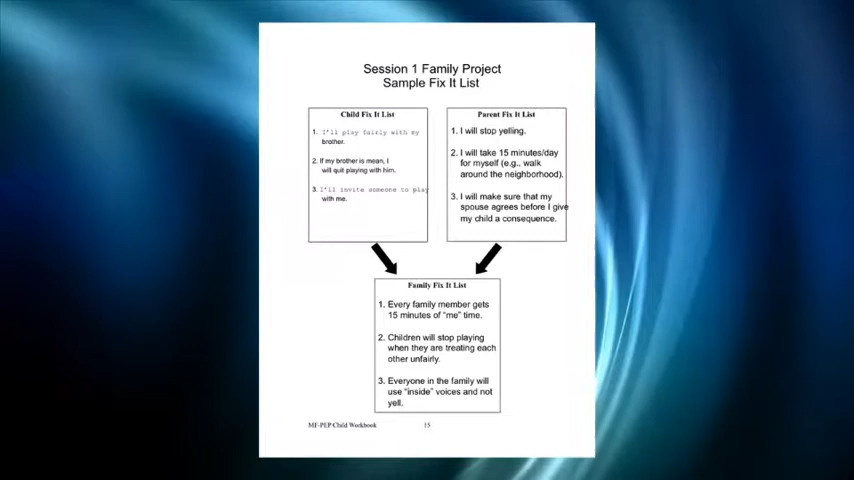 Session 1 Family Project
Sample Fix It List
Child Fix It List
1. I'll play fairly with my
brother.
2. If my brother is mean, I
will quit playing with him.
3. I'll invite someone to play
with me.
Parent Fix It List
1. I will stop yelling.
2. I will take 15 minutes/day
for myself (e.g., walk
around the neighborhood).
3. I will make sure that my
spouse agrees before I give
my child a consequence.
Family Fix It List
1. Every family member gets
15 minutes of "me" time.
2. Children will stop playing
when they are treating each
other unfairly.
3. Everyone in the family will
use "inside" voices and not
yell.
MF-PEP Child Workbook 15